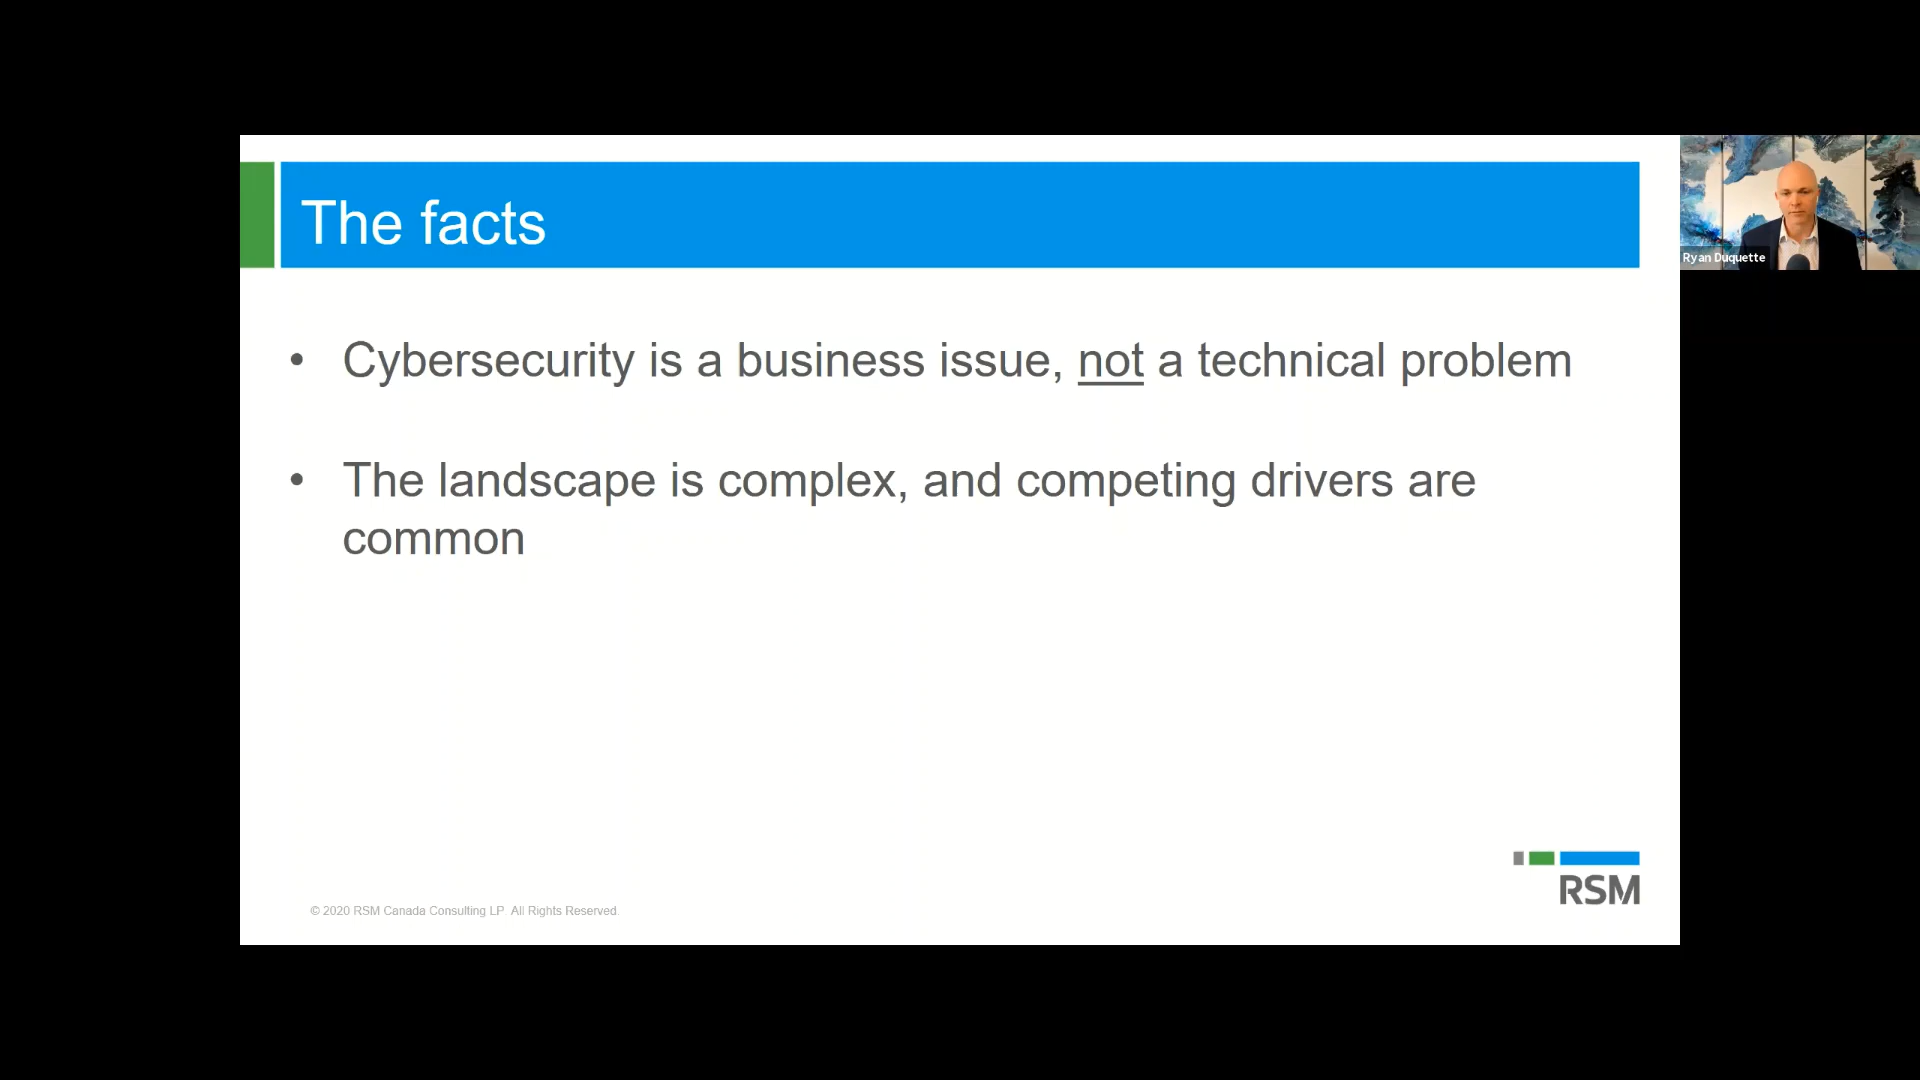 The facts
Ryan Duquette
• Cybersecurity is a business issue, not a technical problem
• The landscape is complex, and competing drivers are
common
RSM
© 2020 RSM Canada Consulting LP. All Rights Reserved.